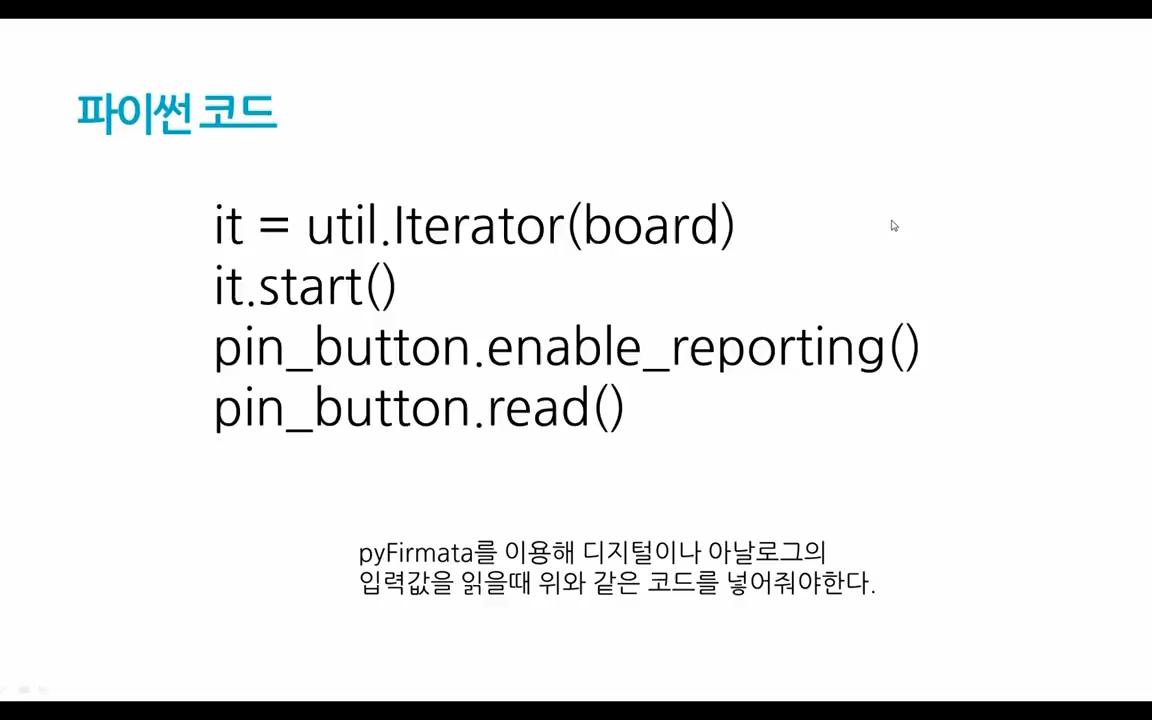 파이썬 코드
it = util.Iterator(board)
it.start()
pin_button.enable_reporting()
pin_button.read()
pyFirmata를 이용해 디지털이나 아날로그의
입력값을 읽을때 위와 같은 코드를 넣어줘야한다.